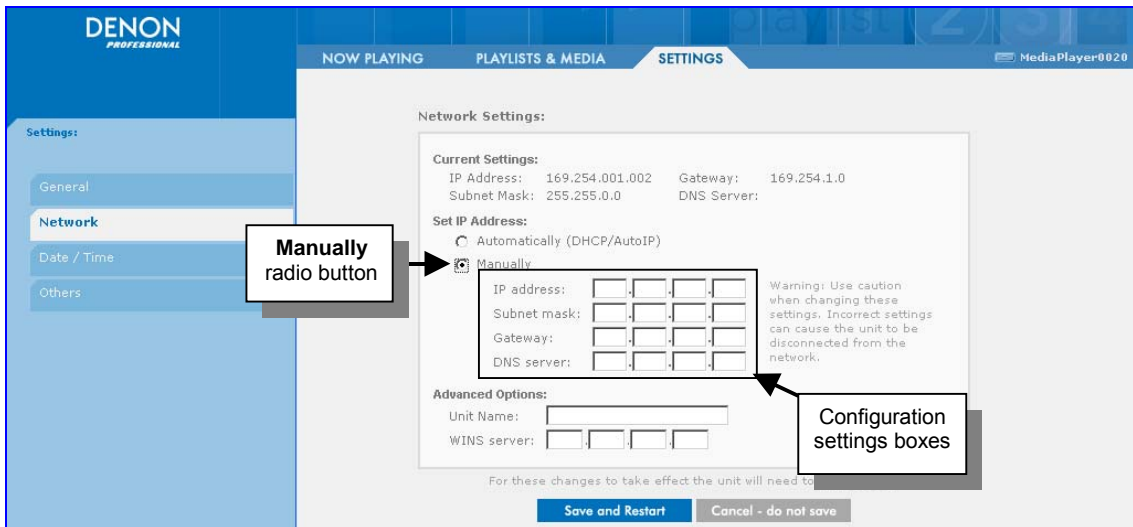 DENON
PROFESSIONAL
playlist 2 3 4
NOW PLAYING PLAYLISTS & MEDIA SETTINGS MediaPlayer0020
Settings:
General
Network
Date / Time
Others
Network Settings:
Current Settings:
IP Address: 169.254.001.002 Gateway: 169.254.1.0
Subnet Mask: 255.255.0.0 DNS Server:
Set IP Address:
Automatically (DHCP/AutoIP)
Manually
Manually
radio button
IP address: . . .
Subnet mask: . . .
Gateway: . . .
DNS server: . . .
Warning: Use caution
when changing these
settings. Incorrect settings
can cause the unit to be
disconnected from the
network.
Configuration
settings boxes
Advanced Options:
Unit Name:
WINS server: . . .
For these changes to take effect the unit will need to
Save and Restart Cancel - do not save